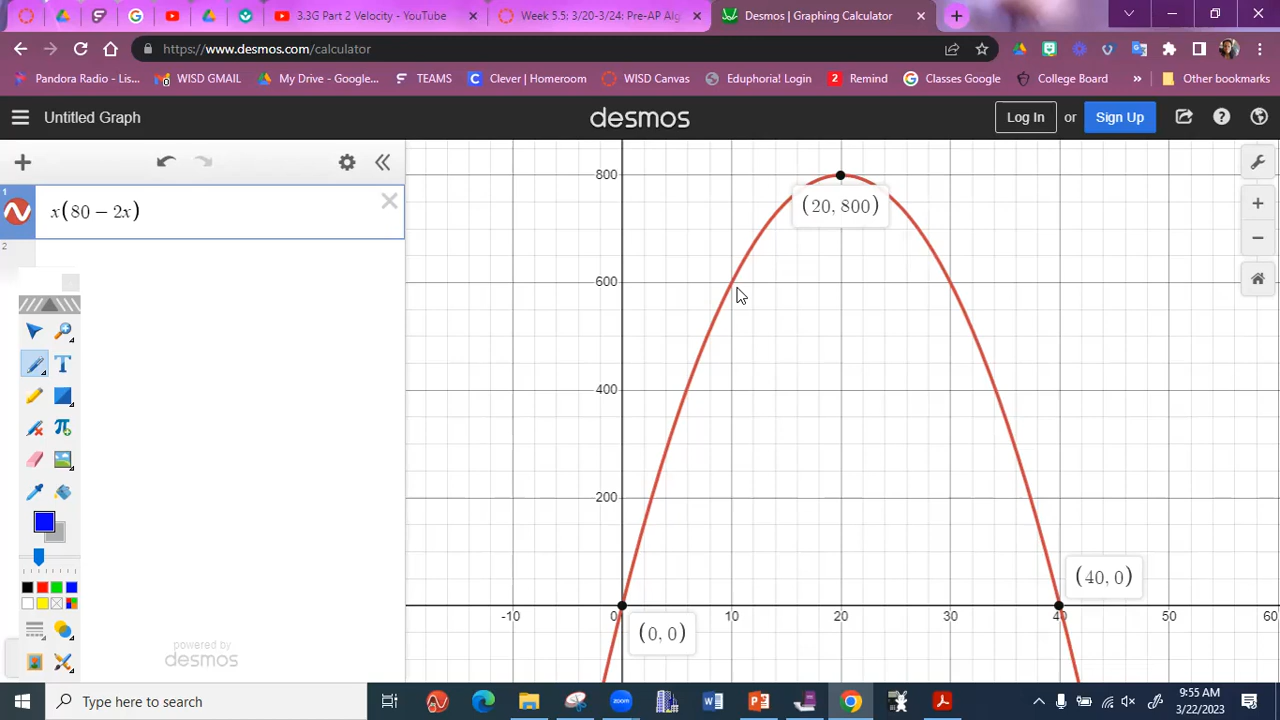 3.3G Part 2 Velocity - YouTube
Week 5.5: 3/20-3/24: Pre-AP Alg
Desmos | Graphing Calculator
https://www.desmos.com/calculator
Pandora Radio - Lis...
WISD GMAIL
My Drive - Google...
TEAMS
Clever | Homeroom
WISD Canvas
Eduphoria! Login
2 Remind
Classes Google
College Board
»
Other bookmarks
Untitled Graph
desmos
Log In
or
Sign Up
1
x(80 − 2x)
2
powered by
desmos
800
600
400
200
(20, 800)
(40, 0)
(0, 0)
-10
0
10
20
30
40
50
60
Type here to search
9:55 AM
3/22/2023